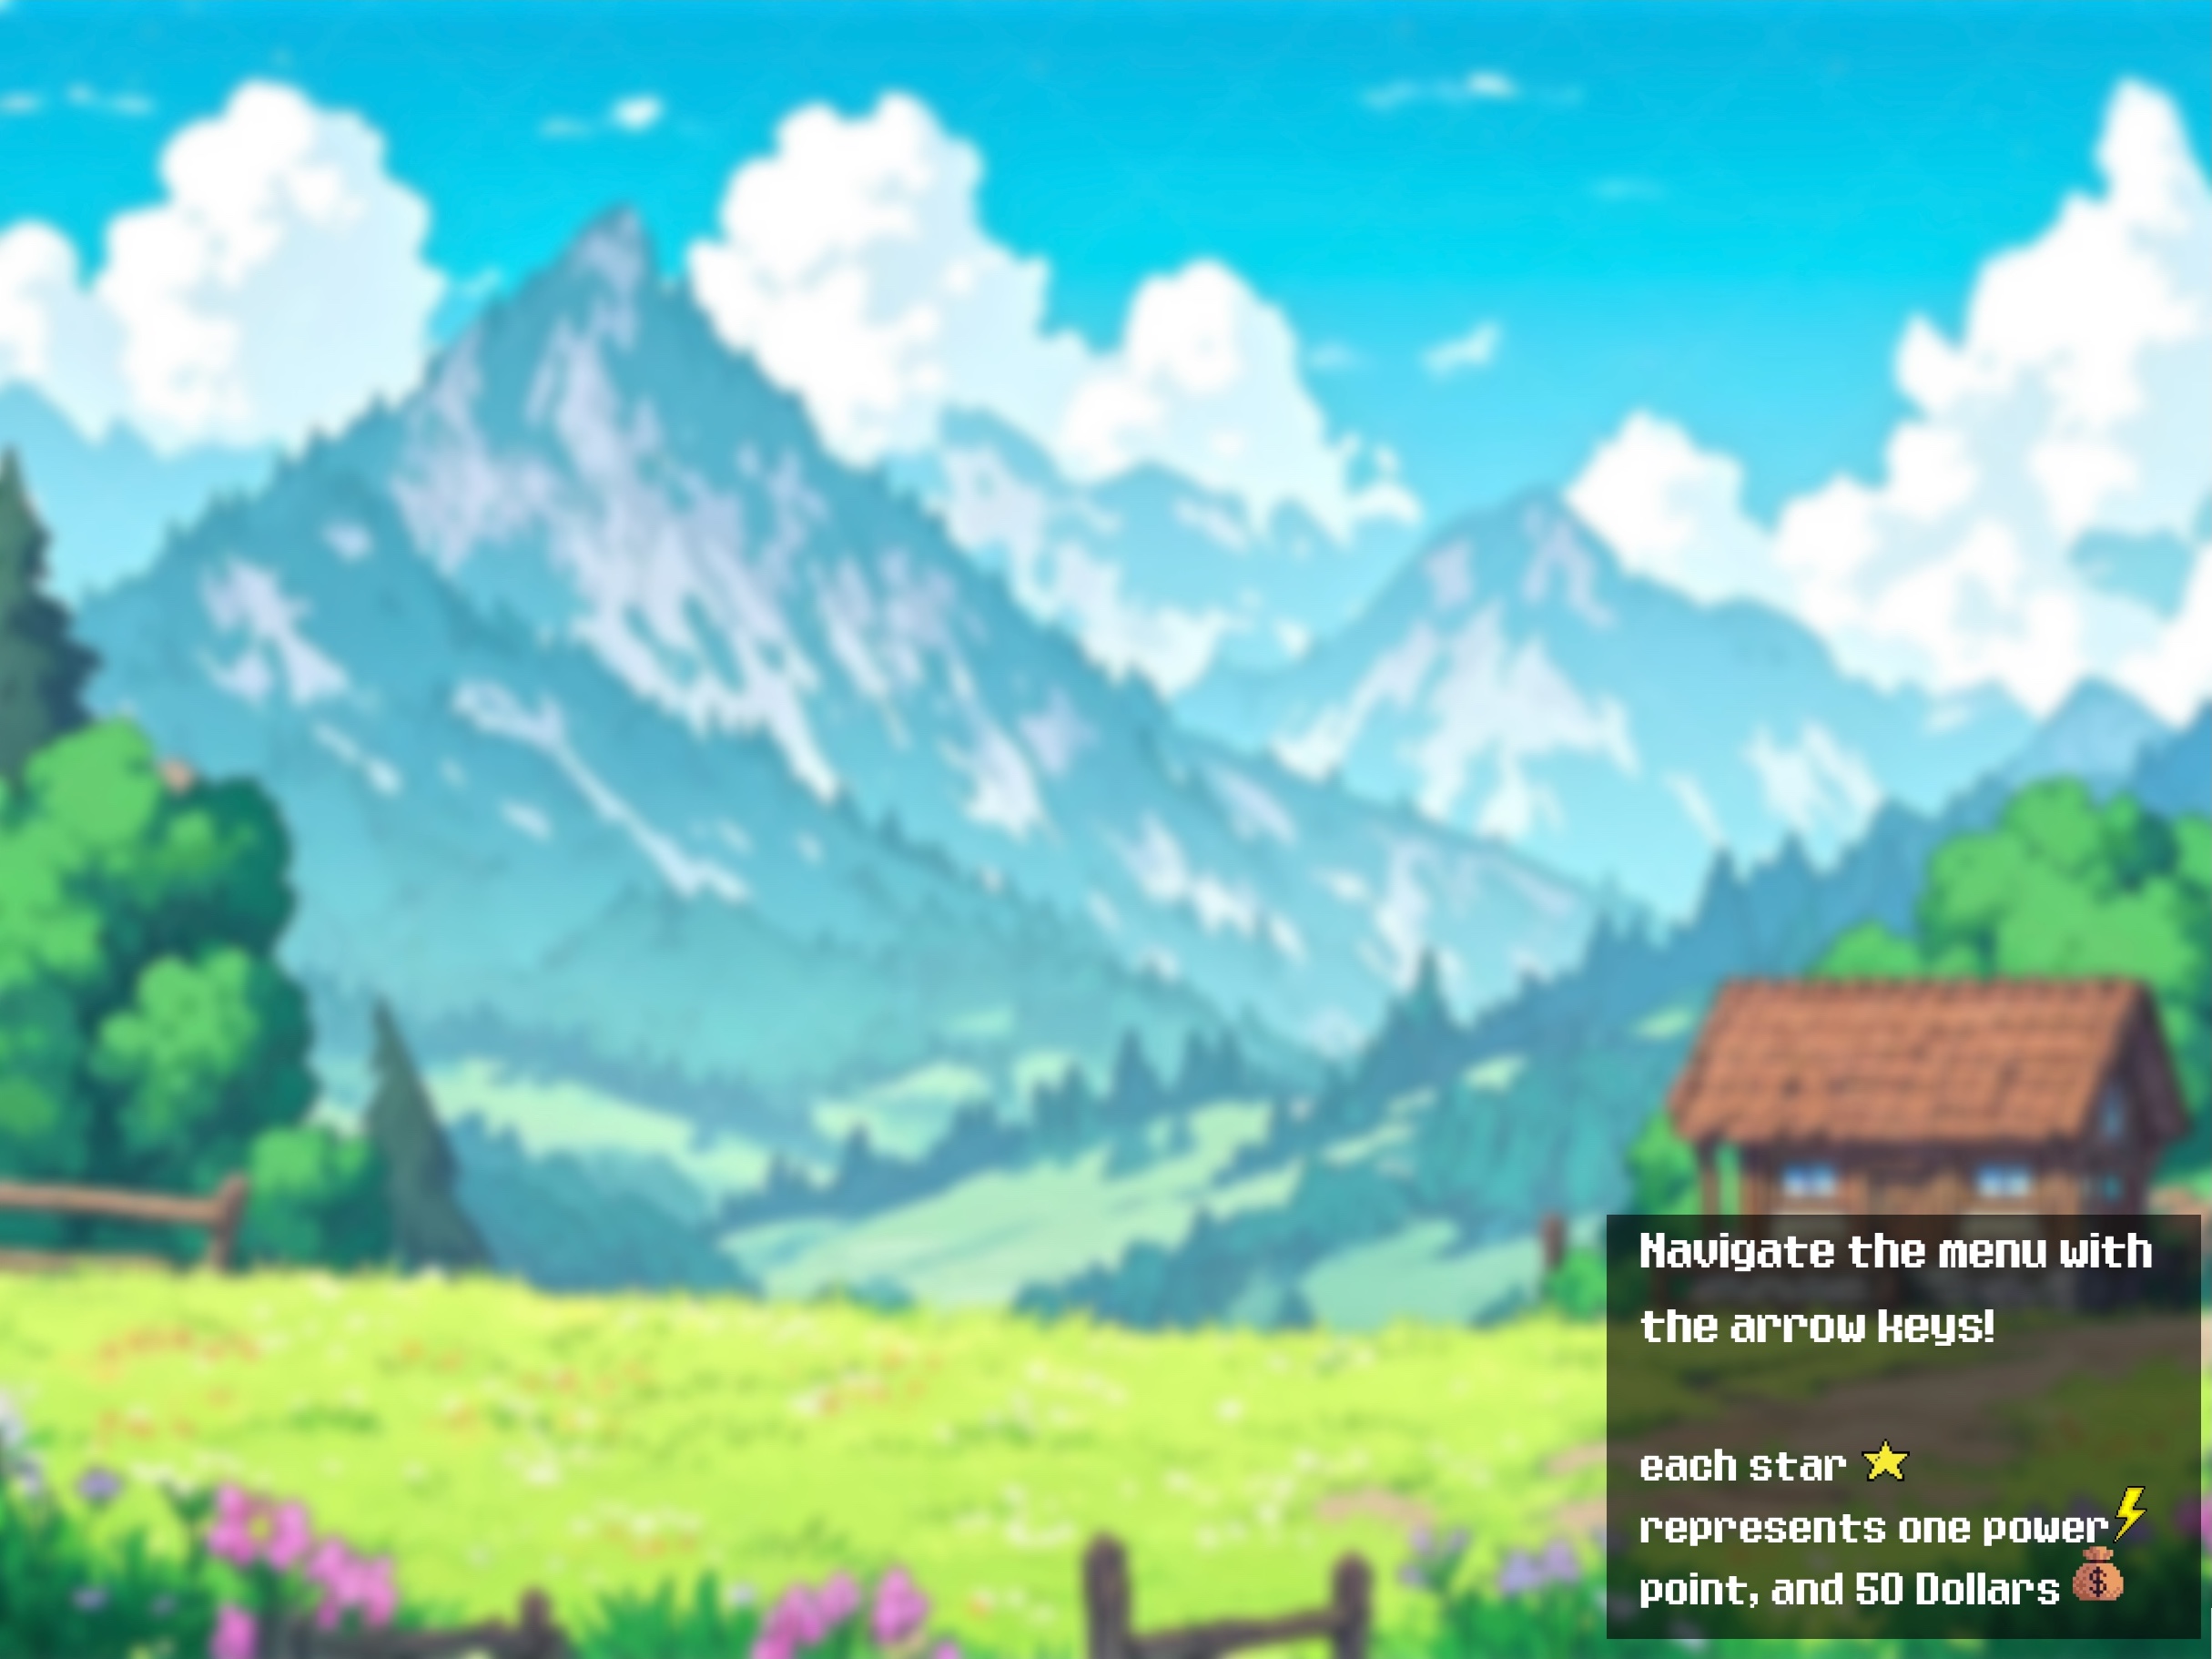 Navigate the menu with
the arrow keys!
each star
represents one power
point, and 50 Dollars